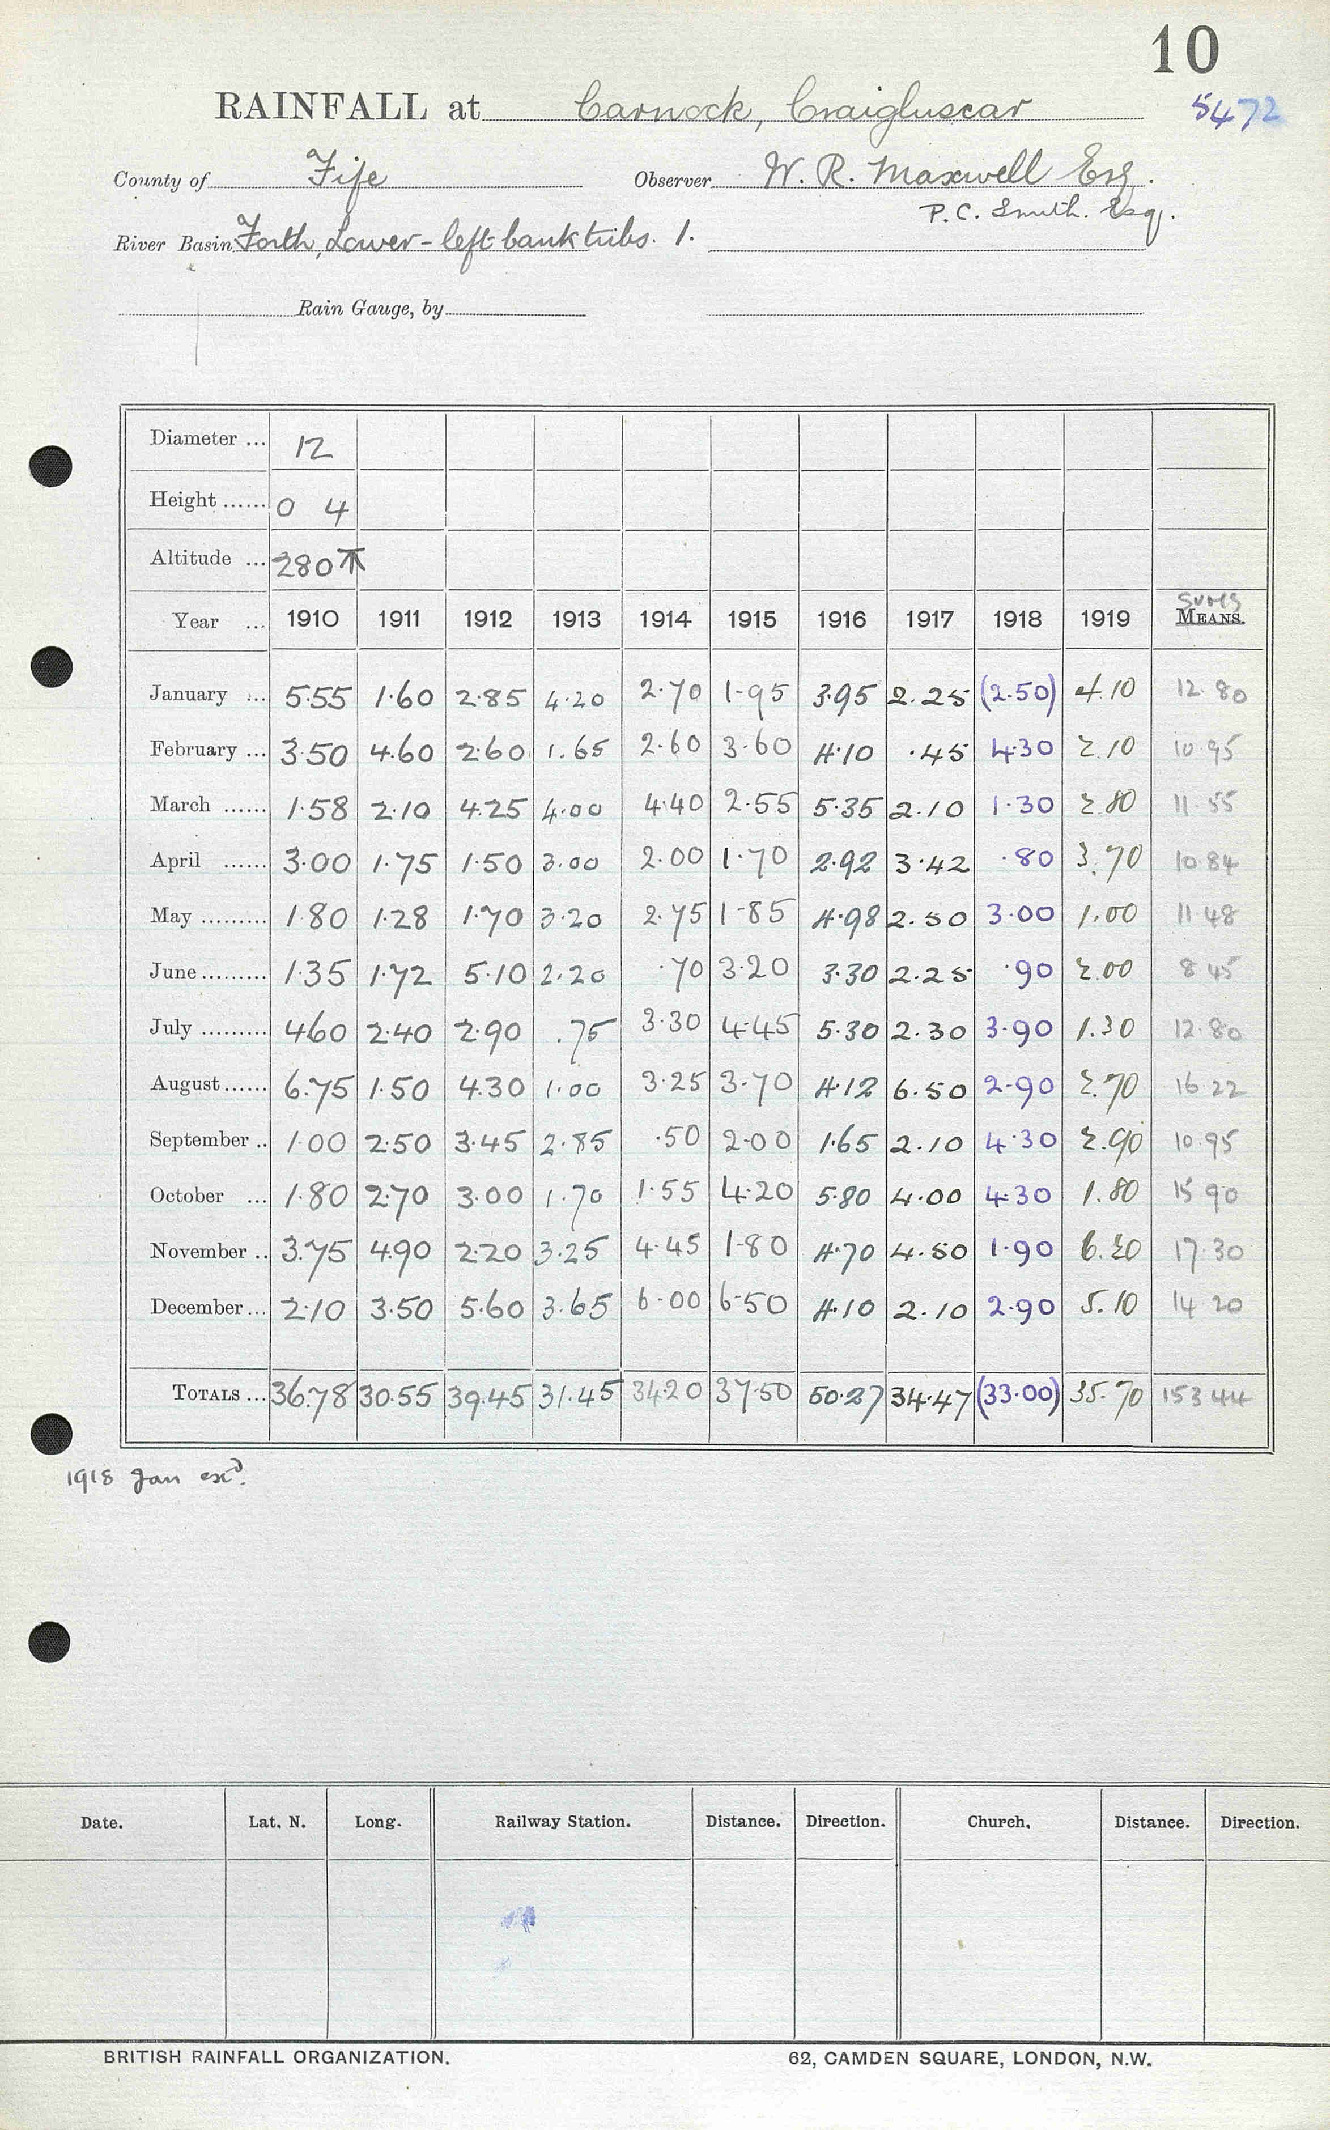 10
RAINFALL at Carnock, Craigluscar 5472
County of Fife Observer W. R. Maxwell Esq.
P. C. Smith. Esq.
River Basin Forth, Lower - left bank tribs. 1.
Rain Gauge, by
Diameter ... 12
Height ...... 0 4
Altitude ... 280
SUMS
Year ... 1910 1911 1912 1913 1914 1915 1916 1917 1918 1919 MEANS.
January ... 5.55 1.60 2.85 4.20 2.70 1.95 3.95 2.25 (2.50) 4.10 12.80
February ... 3.50 4.60 2.60 1.65 2.60 3.60 4.10 .45 4.30 2.10 10.95
March ...... 1.58 2.10 4.25 4.00 4.40 2.55 5.35 2.10 1.30 2.80 11 55
April ...... 3.00 1.75 1.50 3.00 2.00 1.70 2.92 3.42 .80 3.70 10.84
May ......... 1.80 1.28 1.70 3.20 2.75 1.85 4.98 2.50 3.00 1.00 11 48
June ......... 1.35 1.72 5.10 2.20 .70 3.20 3.30 2.25 .90 2.00 8 45
July ......... 4.60 2.40 2.90 .75 3.30 4.45 5.30 2.30 3.90 1.30 12.80
August ...... 6.75 1.50 4.30 1.00 3.25 3.70 4.12 6.50 2.90 2.70 16 22
September .. 1.00 2.50 3.45 2.85 .50 2.00 1.65 2.10 4.30 2.90 10.95
October ... 1.80 2.70 3.00 1.70 1.55 4.20 5.80 4.00 4.30 1.80 15 90
November .. 3.75 4.90 2.20 3.25 4.45 1.80 4.70 4.50 1.90 6.20 17.30
December ... 2.10 3.50 5.60 3.65 6.00 6.50 4.10 2.10 2.90 5.10 14 20
TOTALS ... 36.78 30.55 39.45 31.45 34.20 37.50 50.27 34.47 (33.00) 35.70 153 44
1918 Jan estd.
Date. Lat. N. Long. Railway Station. Distance. Direction. Church. Distance. Direction.
BRITISH RAINFALL ORGANIZATION. 62, CAMDEN SQUARE, LONDON, N.W.